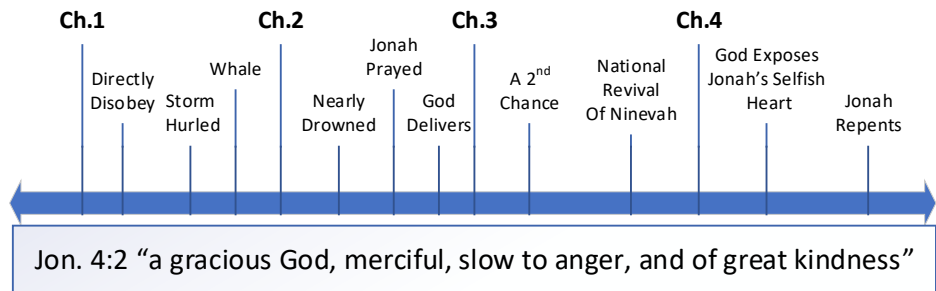 Ch.1
Directly
Disobey
Storm
Hurled
Whale
Ch.2
Nearly
Drowned
Jonah
Prayed
God
Delivers
Ch.3
A 2nd
Chance
National
Revival
Of Ninevah
Ch.4
God Exposes
Jonah’s Selfish
Heart
Jonah
Repents
Jon. 4:2 “a gracious God, merciful, slow to anger, and of great kindness”